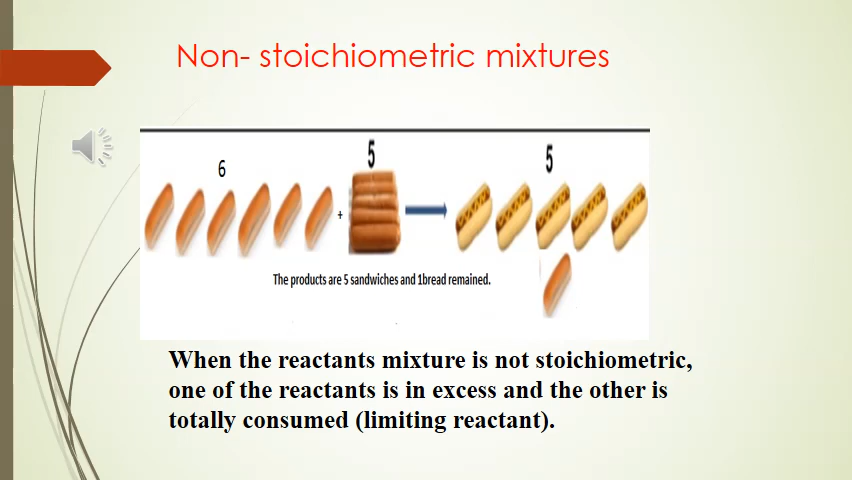 Non- stoichiometric mixtures
6
5
5
+
The products are 5 sandwiches and 1bread remained.
When the reactants mixture is not stoichiometric,
one of the reactants is in excess and the other is
totally consumed (limiting reactant).